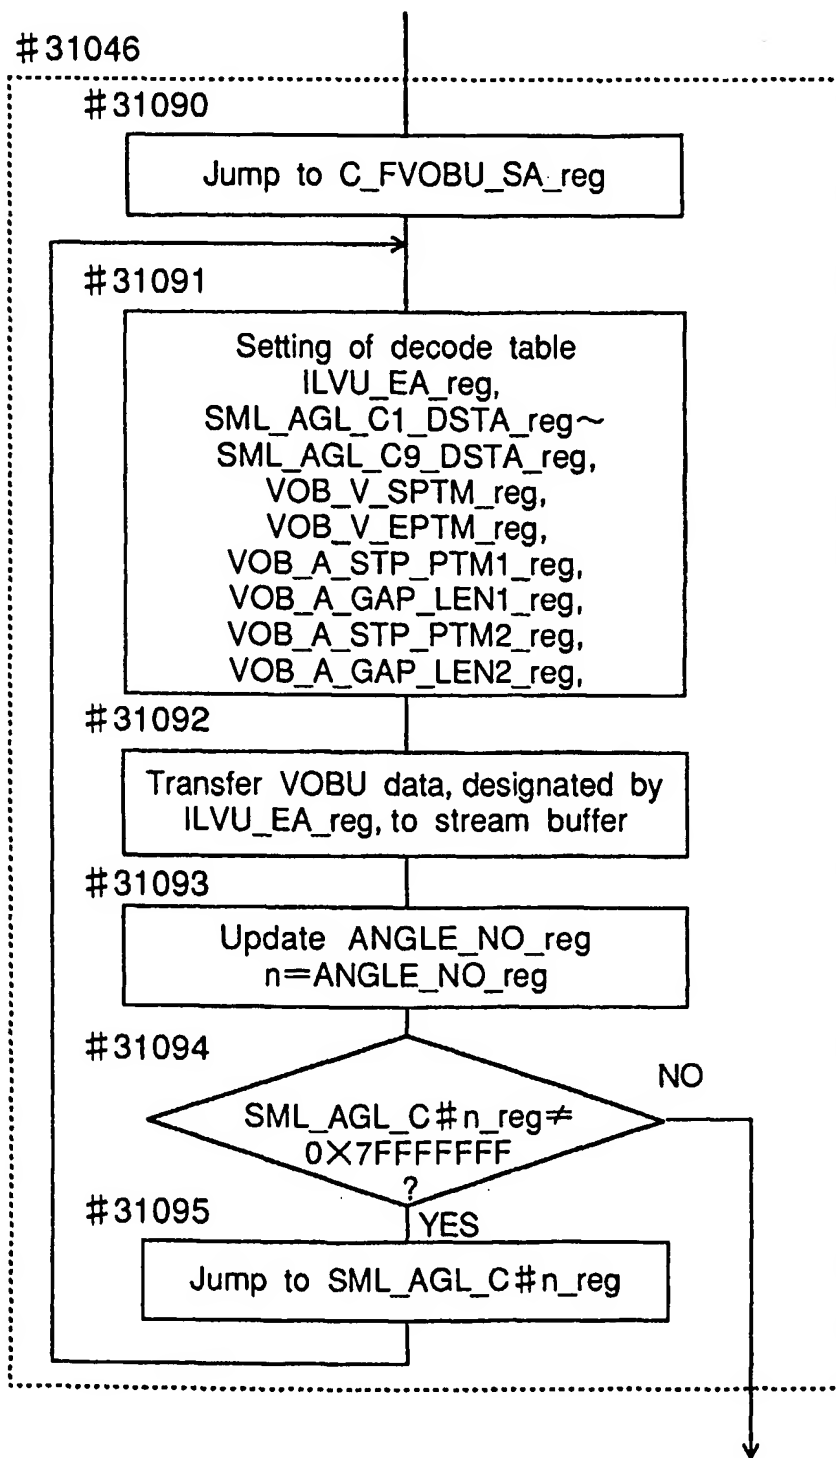 #31046
#31090
Jump to C_FVOBU_SA_reg
#31091
Setting of decode table
ILVU_EA_reg,
SML_AGL_C1_DSTA_reg~
SML_AGL_C9_DSTA_reg,
VOB_V_SPTM_reg,
VOB_V_EPTM_reg,
VOB_A_STP_PTM1_reg,
VOB_A_GAP_LEN1_reg,
VOB_A_STP_PTM2_reg,
VOB_A_GAP_LEN2_reg,
#31092
Transfer VOBU data, designated by
ILVU_EA_reg, to stream buffer
#31093
Update ANGLE_NO_reg
n=ANGLE_NO_reg
#31094
NO
SML_AGL_C#n_reg≠
0×7FFFFFFF
?
#31095
YES
Jump to SML_AGL_C#n_reg